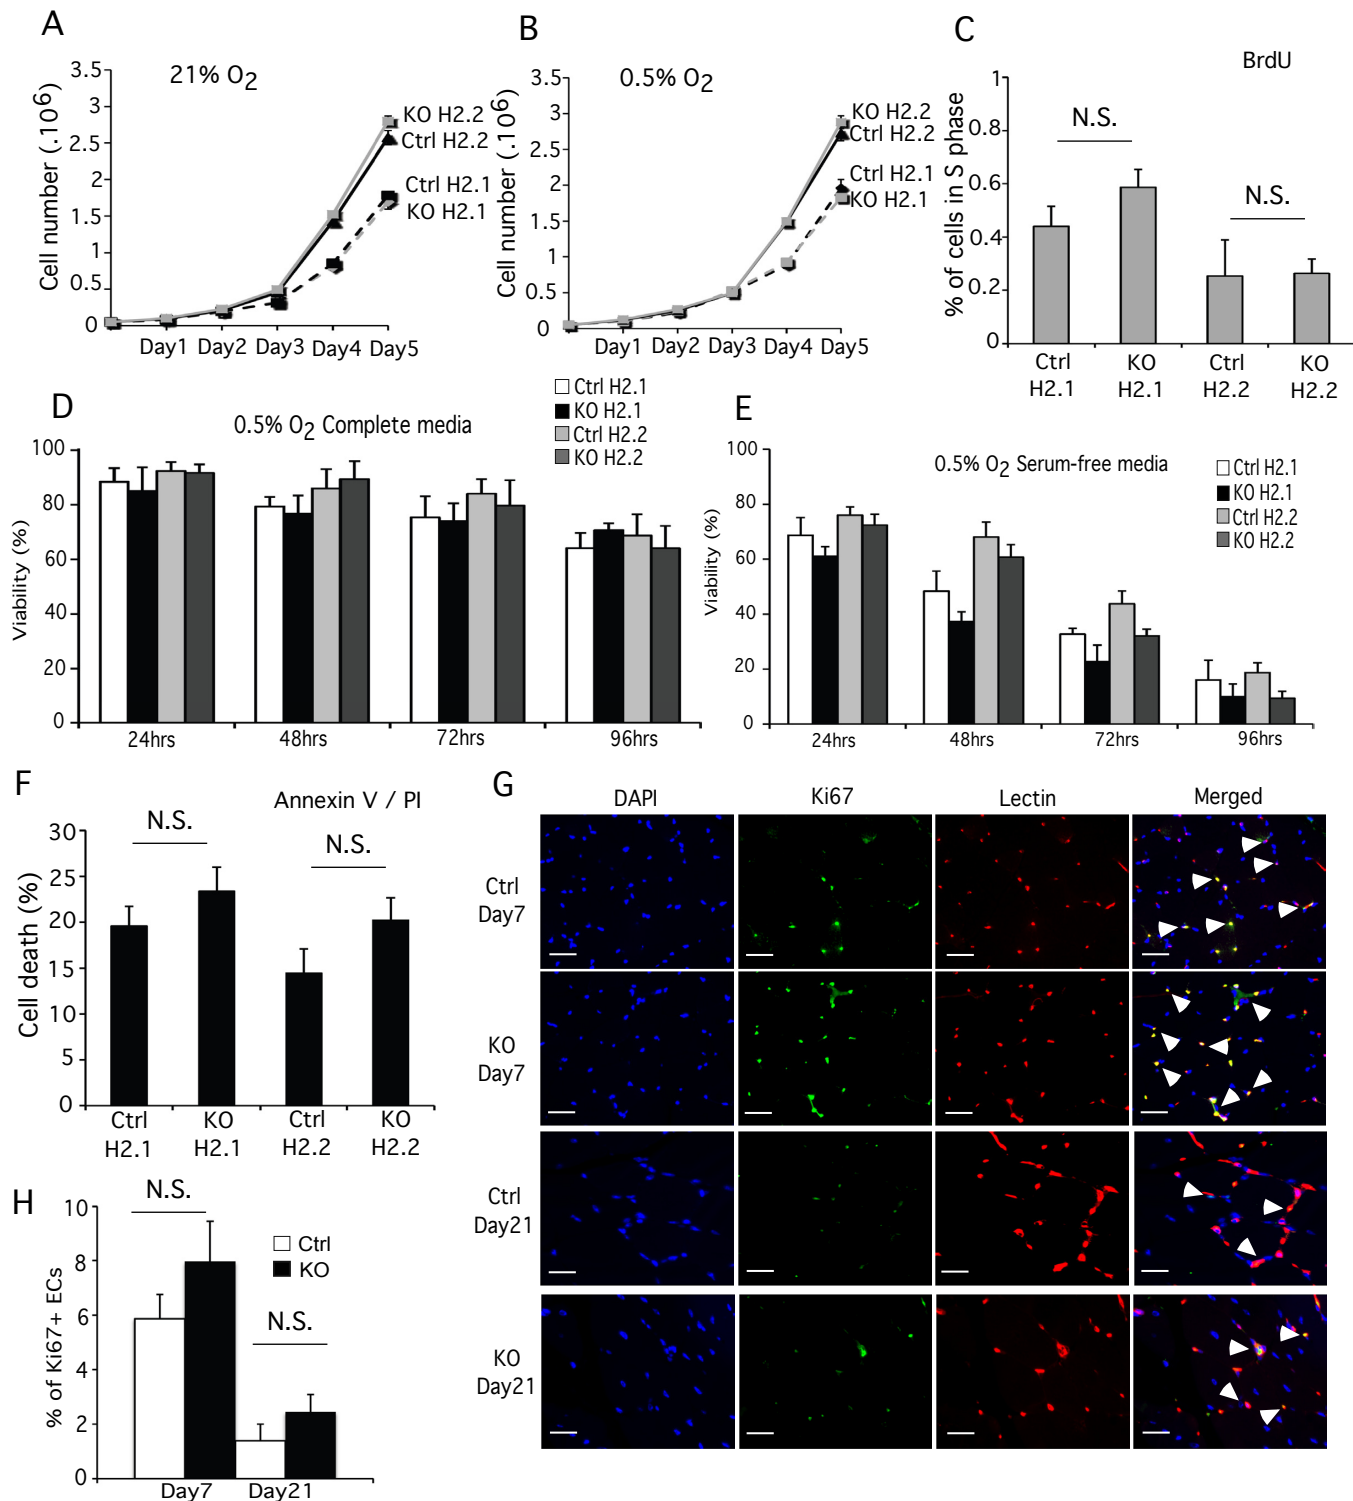 A
21% O2
Cell number (.10^6)
3.5
3
2.5
2
1.5
1
0.5
0
KO H2.2
Ctrl H2.2
Ctrl H2.1
KO H2.1
Day1 Day2 Day3 Day4 Day5
B
0.5% O2
Cell number (.10^6)
3.5
3
2.5
2
1.5
1
0.5
0
KO H2.2
Ctrl H2.2
Ctrl H2.1
KO H2.1
Day1 Day2 Day3 Day4 Day5
C
BrdU
% of cells in S phase
1
0.8
0.6
0.4
0.2
0
N.S.
N.S.
Ctrl H2.1
KO H2.1
Ctrl H2.2
KO H2.2
D
0.5% O2 Complete media
Ctrl H2.1
KO H2.1
Ctrl H2.2
KO H2.2
Viability (%)
100
80
60
40
20
0
24hrs 48hrs 72hrs 96hrs
E
0.5% O2 Serum-free media
Ctrl H2.1
KO H2.1
Ctrl H2.2
KO H2.2
Viability (%)
100
80
60
40
20
0
24hrs 48hrs 72hrs 96hrs
F
Annexin V / PI
Cell death (%)
30
25
20
15
10
5
0
N.S.
N.S.
Ctrl H2.1
KO H2.1
Ctrl H2.2
KO H2.2
G
DAPI Ki67 Lectin Merged
Ctrl
Day7
KO
Day7
Ctrl
Day21
KO
Day21
H
% of Ki67+ ECs
10
8
6
4
2
0
N.S.
N.S.
Ctrl
KO
Day7 Day21